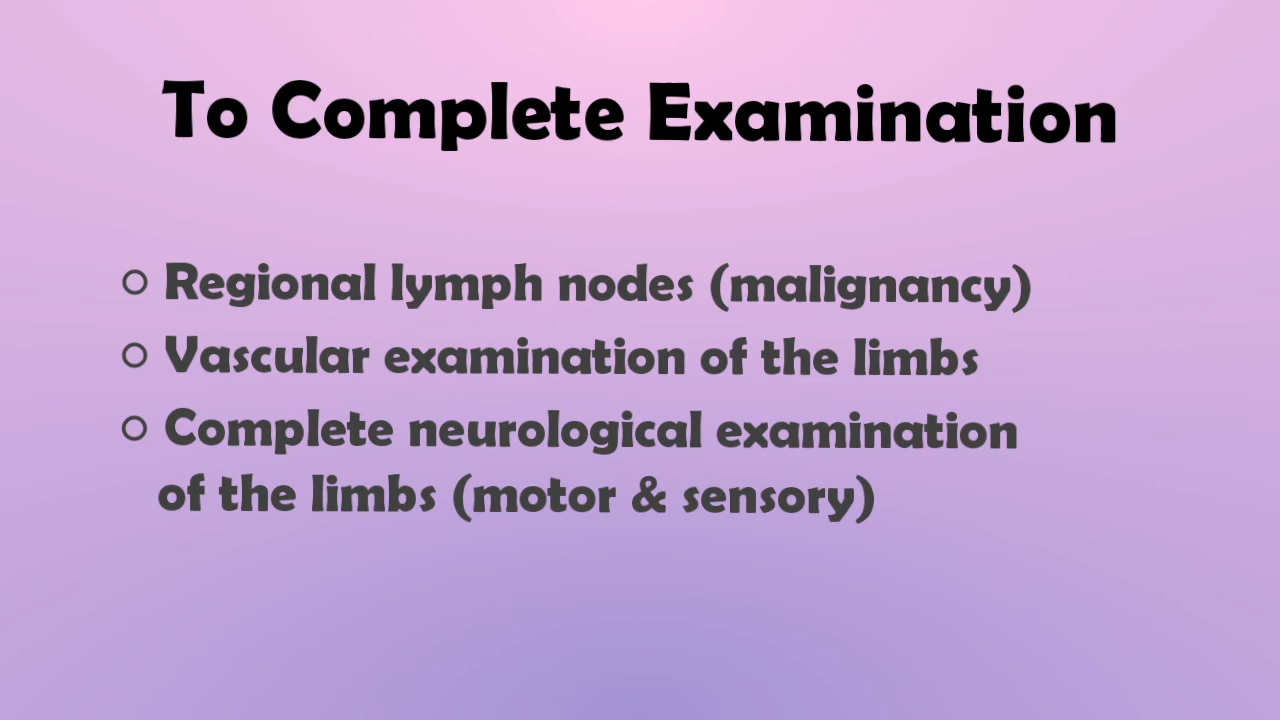 To Complete Examination
○ Regional lymph nodes (malignancy)
○ Vascular examination of the limbs
○ Complete neurological examination
of the limbs (motor & sensory)